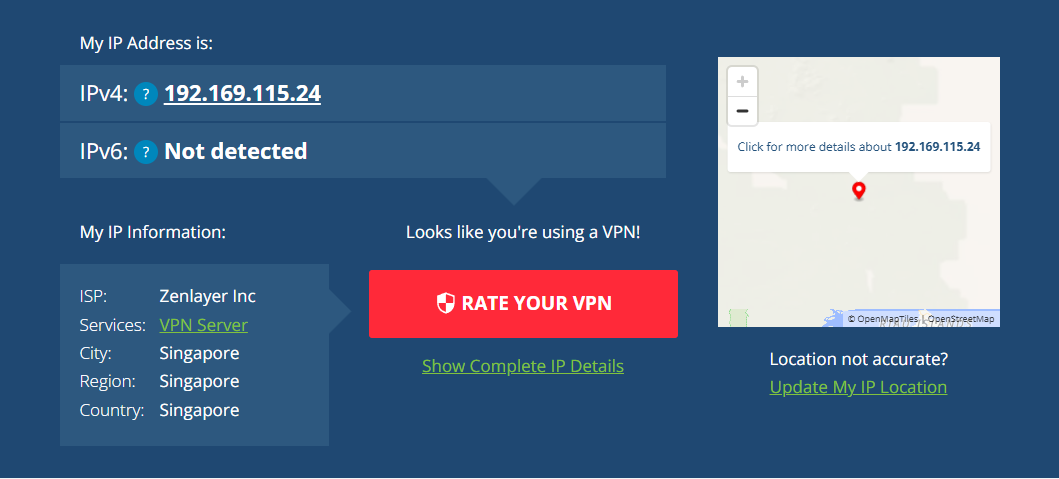 My IP Address is:
IPv4: ? 192.169.115.24
IPv6: ? Not detected
My IP Information:
ISP: Zenlayer Inc
Services: VPN Server
City: Singapore
Region: Singapore
Country: Singapore
Looks like you're using a VPN!
RATE YOUR VPN
Show Complete IP Details
+
−
Click for more details about 192.169.115.24
© OpenMapTiles | OpenStreetMap
Location not accurate?
Update My IP Location